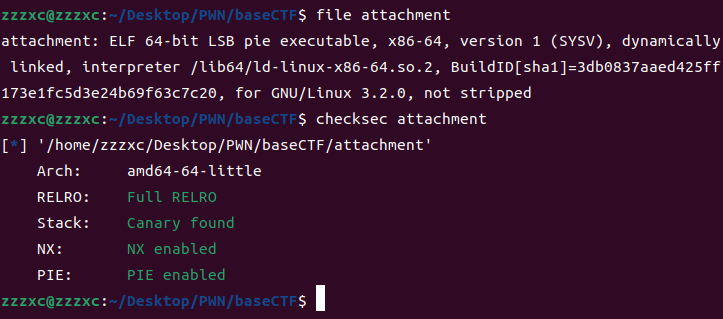 zzzxc@zzzxc:~/Desktop/PWN/baseCTF$ file attachment
attachment: ELF 64-bit LSB pie executable, x86-64, version 1 (SYSV), dynamically
 linked, interpreter /lib64/ld-linux-x86-64.so.2, BuildID[sha1]=3db0837aaed425ff
173e1fc5d3e24b69f63c7c20, for GNU/Linux 3.2.0, not stripped
zzzxc@zzzxc:~/Desktop/PWN/baseCTF$ checksec attachment
[*] '/home/zzzxc/Desktop/PWN/baseCTF/attachment'
    Arch:     amd64-64-little
    RELRO:    Full RELRO
    Stack:    Canary found
    NX:       NX enabled
    PIE:      PIE enabled
zzzxc@zzzxc:~/Desktop/PWN/baseCTF$